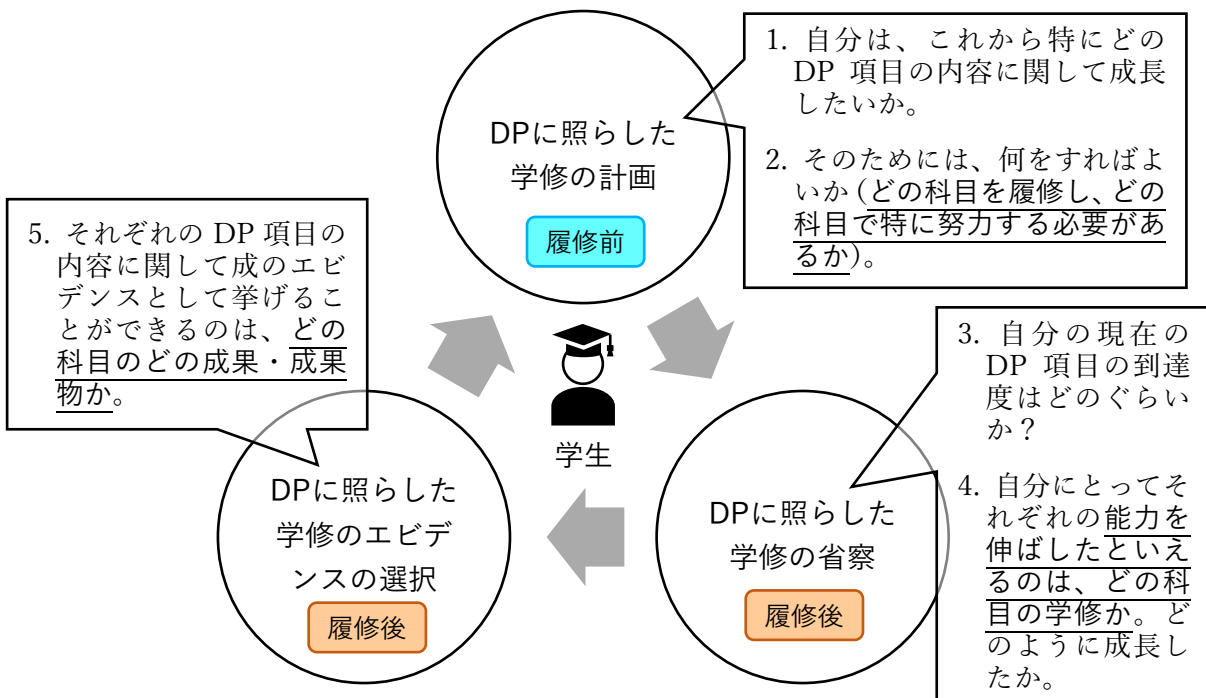 DPに照らした
学修の計画
履修前
1. 自分は、これから特にどの
DP 項目の内容に関して成長
したいか。
2. そのためには、何をすればよ
いか(どの科目を履修し、どの
科目で特に努力する必要があ
るか)。
3. 自分の現在の
DP 項目の到達
度はどのぐらい
か？
4. 自分にとってそ
れぞれの能力を
伸ばしたといえ
るのは、どの科
目の学修か。ど
のように成長し
たか。
DPに照らした
学修の省察
履修後
5. それぞれの DP 項目の
内容に関して成のエビ
デンスとして挙げるこ
とができるのは、どの
科目のどの成果・成果
物か。
DPに照らした
学修のエビデ
ンスの選択
履修後
学生